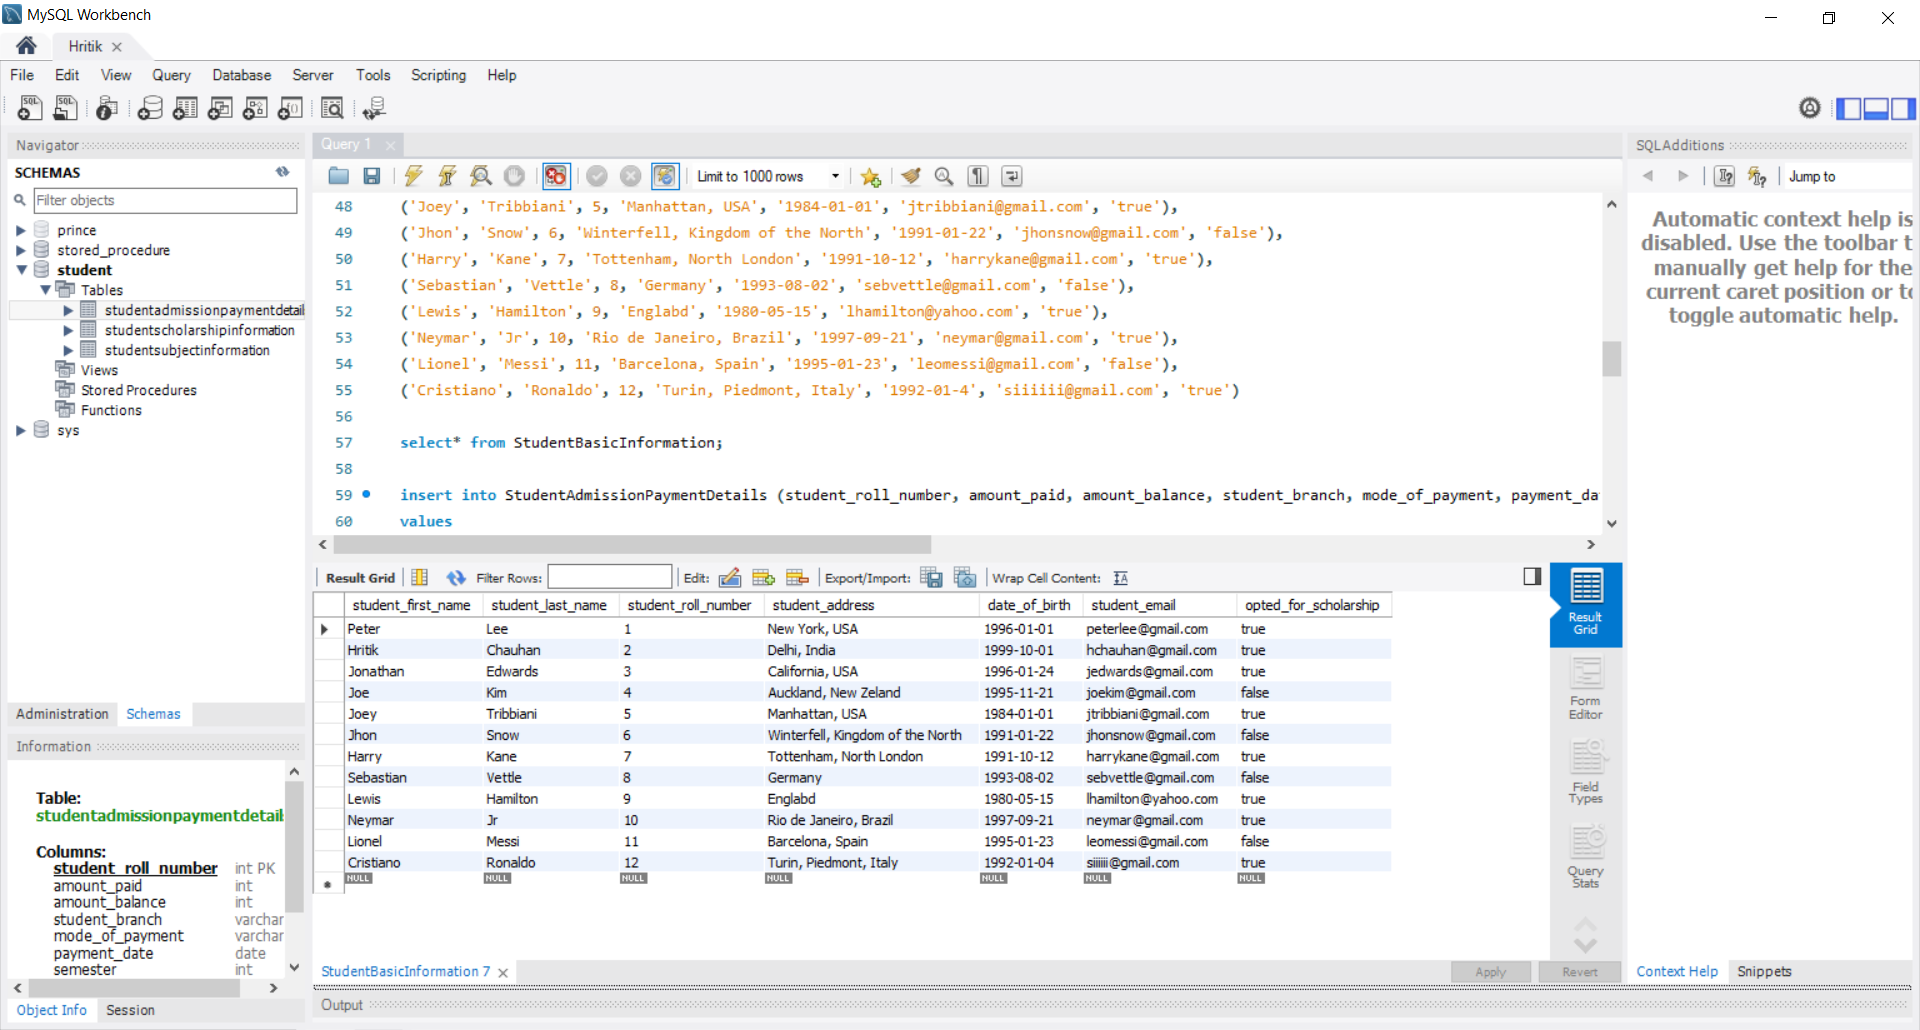 MySQL Workbench
Hritik
File Edit View Query Database Server Tools Scripting Help
Navigator
SCHEMAS
Filter objects
prince
stored_procedure
student
Tables
studentadmissionpaymentdetail
studentscholarshipinformation
studentsubjectinformation
Views
Stored Procedures
Functions
sys
Administration Schemas
Information
Table:
studentadmissionpaymentdetail
Columns:
student_roll_number int PK
amount_paid int
amount_balance int
student_branch varchar
mode_of_payment varchar
payment_date date
semester int
Object Info Session
Query 1
Limit to 1000 rows
48 ('Joey', 'Tribbiani', 5, 'Manhattan, USA', '1984-01-01', 'jtribbiani@gmail.com', 'true'),
49 ('Jhon', 'Snow', 6, 'Winterfell, Kingdom of the North', '1991-01-22', 'jhonsnow@gmail.com', 'false'),
50 ('Harry', 'Kane', 7, 'Tottenham, North London', '1991-10-12', 'harrykane@gmail.com', 'true'),
51 ('Sebastian', 'Vettle', 8, 'Germany', '1993-08-02', 'sebvettle@gmail.com', 'false'),
52 ('Lewis', 'Hamilton', 9, 'Englabd', '1980-05-15', 'lhamilton@yahoo.com', 'true'),
53 ('Neymar', 'Jr', 10, 'Rio de Janeiro, Brazil', '1997-09-21', 'neymar@gmail.com', 'true'),
54 ('Lionel', 'Messi', 11, 'Barcelona, Spain', '1995-01-23', 'leomessi@gmail.com', 'false'),
55 ('Cristiano', 'Ronaldo', 12, 'Turin, Piedmont, Italy', '1992-01-4', 'siiiiii@gmail.com', 'true')
56
57 select* from StudentBasicInformation;
58
59 insert into StudentAdmissionPaymentDetails (student_roll_number, amount_paid, amount_balance, student_branch, mode_of_payment, payment_da
60 values
Result Grid Filter Rows: Edit: Export/Import: Wrap Cell Content:
student_first_name student_last_name student_roll_number student_address date_of_birth student_email opted_for_scholarship
Peter Lee 1 New York, USA 1996-01-01 peterlee@gmail.com true
Hritik Chauhan 2 Delhi, India 1999-10-01 hchauhan@gmail.com true
Jonathan Edwards 3 California, USA 1996-01-24 jedwards@gmail.com true
Joe Kim 4 Auckland, New Zeland 1995-11-21 joekim@gmail.com false
Joey Tribbiani 5 Manhattan, USA 1984-01-01 jtribbiani@gmail.com true
Jhon Snow 6 Winterfell, Kingdom of the North 1991-01-22 jhonsnow@gmail.com false
Harry Kane 7 Tottenham, North London 1991-10-12 harrykane@gmail.com true
Sebastian Vettle 8 Germany 1993-08-02 sebvettle@gmail.com false
Lewis Hamilton 9 Englabd 1980-05-15 lhamilton@yahoo.com true
Neymar Jr 10 Rio de Janeiro, Brazil 1997-09-21 neymar@gmail.com true
Lionel Messi 11 Barcelona, Spain 1995-01-23 leomessi@gmail.com false
Cristiano Ronaldo 12 Turin, Piedmont, Italy 1992-01-04 siiiiii@gmail.com true
NULL NULL NULL NULL NULL NULL NULL
Result
Grid
Form
Editor
Field
Types
Query
Stats
StudentBasicInformation 7
Apply Revert
Output
SQLAdditions
Jump to
Automatic context help is
disabled. Use the toolbar t
manually get help for the
current caret position or to
toggle automatic help.
Context Help Snippets